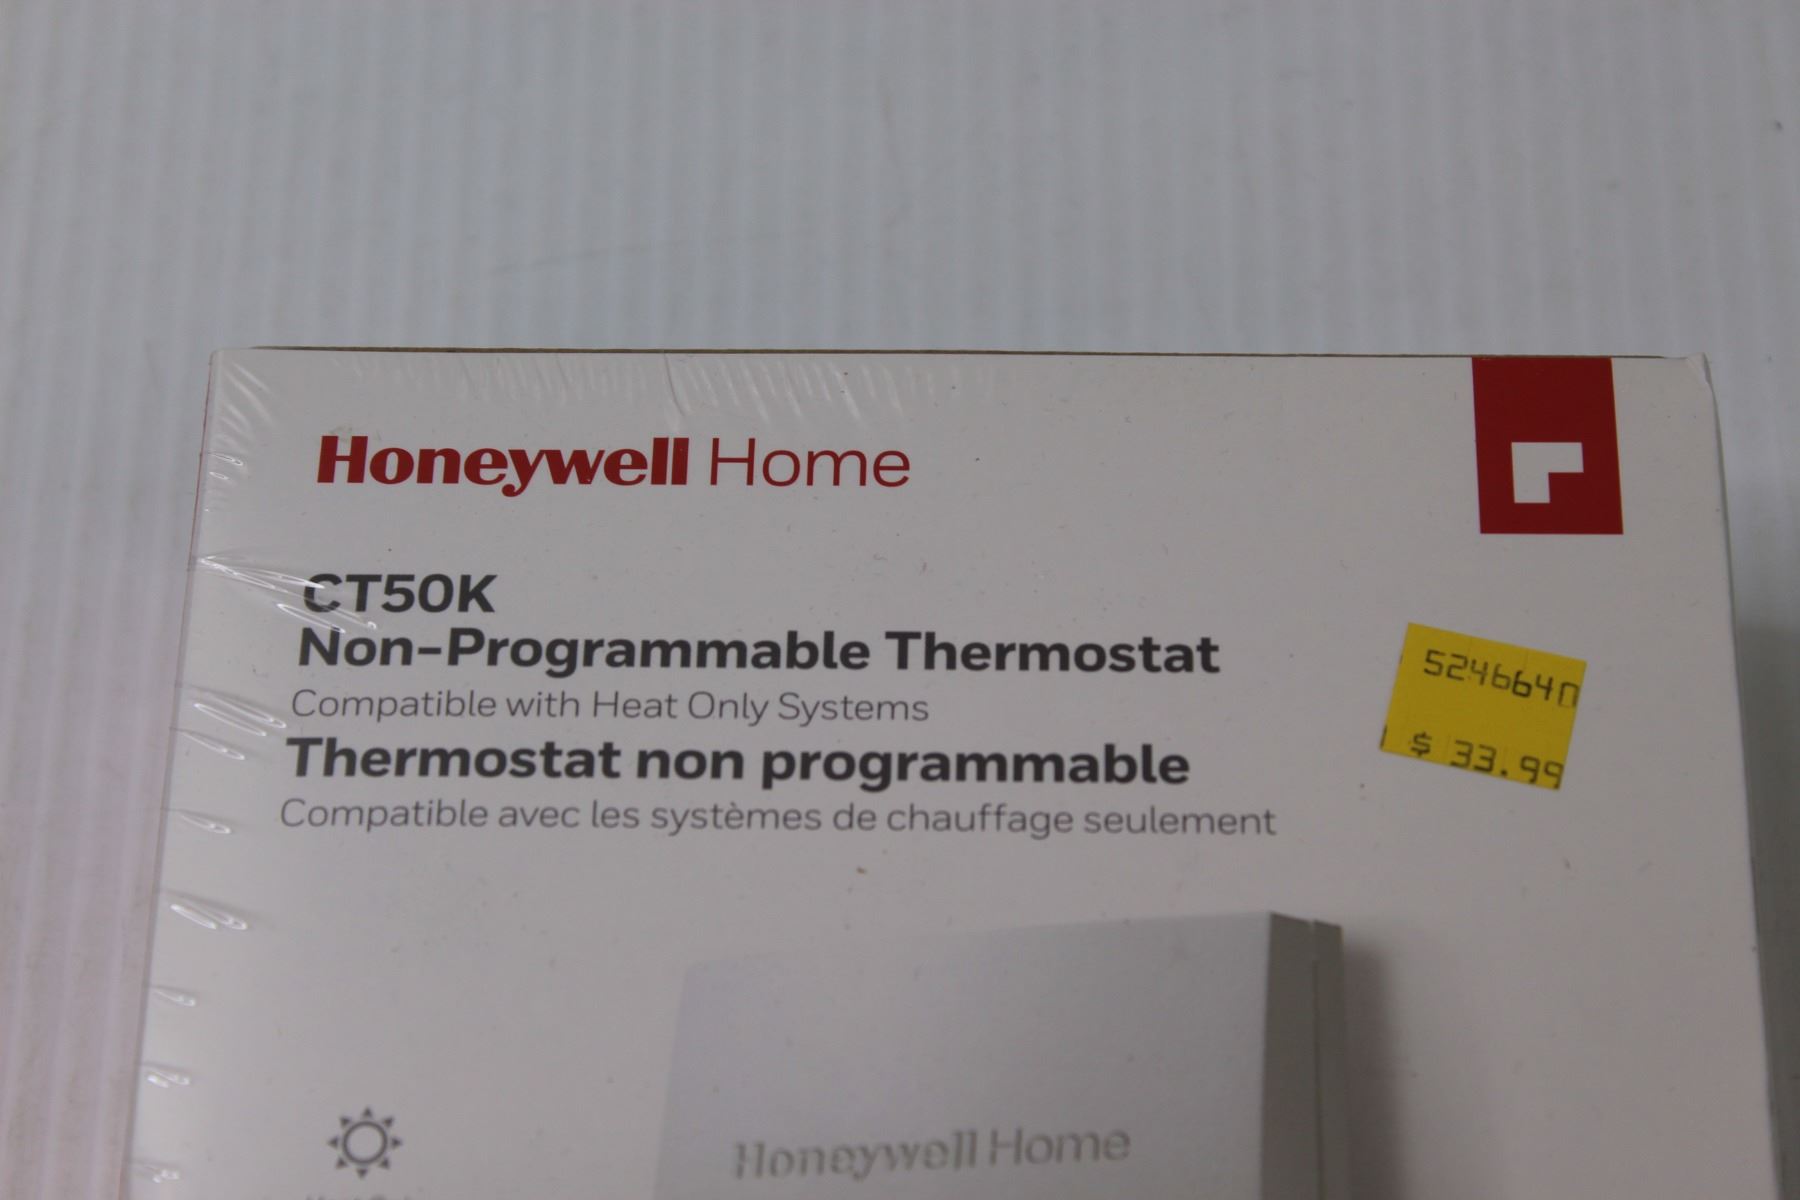 Honeywell Home
CT50K
Non-Programmable Thermostat
Compatible with Heat Only Systems
Thermostat non programmable
Compatible avec les systèmes de chauffage seulement
$ 33.99
Honeywell Home